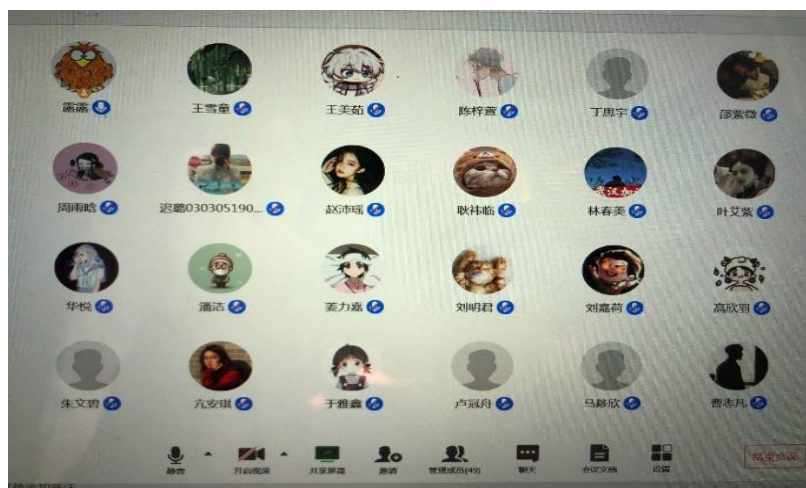 露露 王雪童 王美茹 陈梓萱 丁思宇 邵紫微
周雨晗 迟璐030305190... 赵沛瑶 耿祎临 林春美 叶艾紫
华悦 潘洁 姜力嘉 刘明君 刘嘉荷 高欣羽
朱文碧 亢安琪 于雅鑫 卢冠舟 曹志凡
静音 开启视频 共享屏幕 邀请 管理成员(49) 聊天 会议文档 设置 结束会议